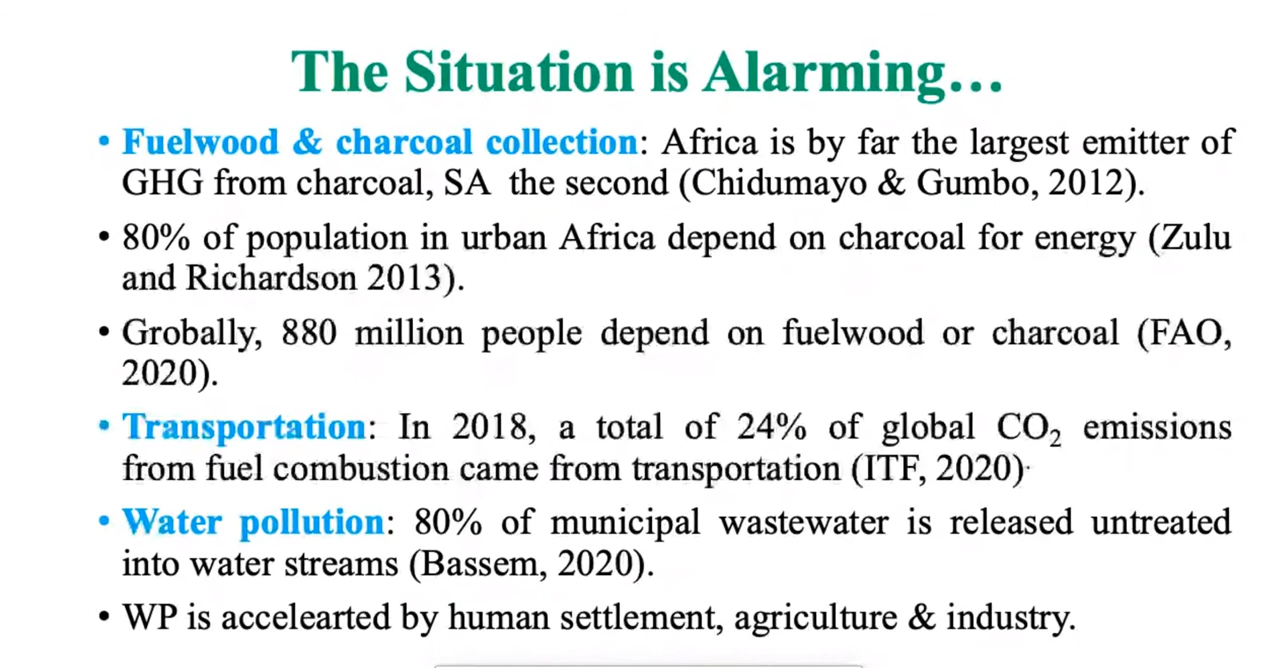 The Situation is Alarming...
• Fuelwood & charcoal collection: Africa is by far the largest emitter of
GHG from charcoal, SA the second (Chidumayo & Gumbo, 2012).
• 80% of population in urban Africa depend on charcoal for energy (Zulu
and Richardson 2013).
• Grobally, 880 million people depend on fuelwood or charcoal (FAO,
2020).
• Transportation: In 2018, a total of 24% of global CO₂ emissions
from fuel combustion came from transportation (ITF, 2020).
• Water pollution: 80% of municipal wastewater is released untreated
into water streams (Bassem, 2020).
• WP is accelearted by human settlement, agriculture & industry.